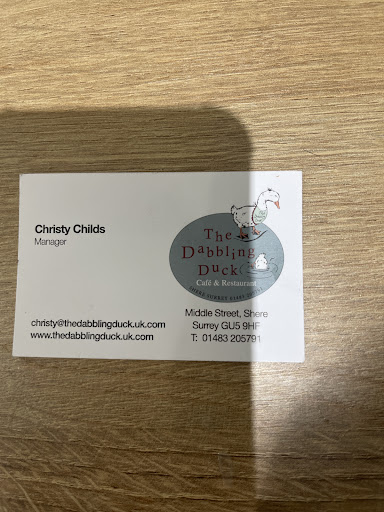 Christy Childs
Manager
The
Dabbling
Duck
Café & Restaurant
christy@thedabblingduck.uk.com
www.thedabblingduck.uk.com
Middle Street, Shere
Surrey GU5 9HF
T: 01483 205791